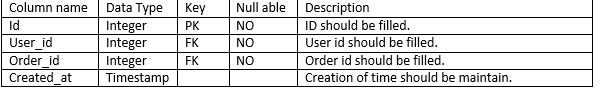 Column name Data Type Key Null able Description
Id Integer PK NO ID should be filled.
User_id Integer FK NO User id should be filled.
Order_id Integer FK NO Order id should be filled.
Created_at Timestamp Creation of time should be maintain.